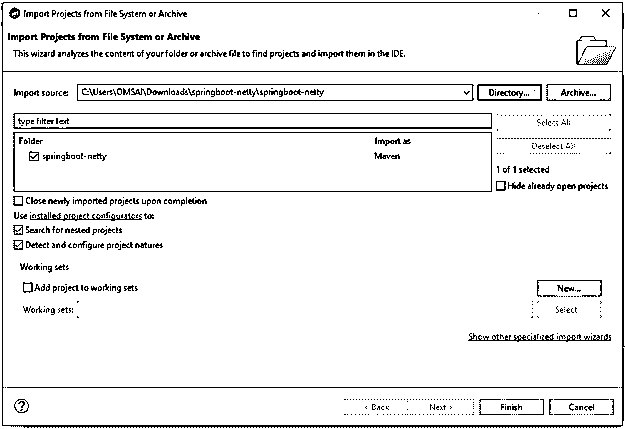 Import Projects from File System or Archive
Import Projects from File System or Archive
This wizard analyzes the content of your folder or archive file to find projects and import them in the IDE.
Import source: C:\Users\OMSAI\Downloads\springboot-netty\springboot-netty Directory... Archive...
type filter text Select All
Folder Import as Deselect All
springboot-netty Maven
1 of 1 selected
Hide already open projects
Close newly imported projects upon completion
Use installed project configurators to:
Search for nested projects
Detect and configure project natures
Working sets
Add project to working sets New...
Working sets: Select
Show other specialized import wizards
? < Back Next > Finish Cancel